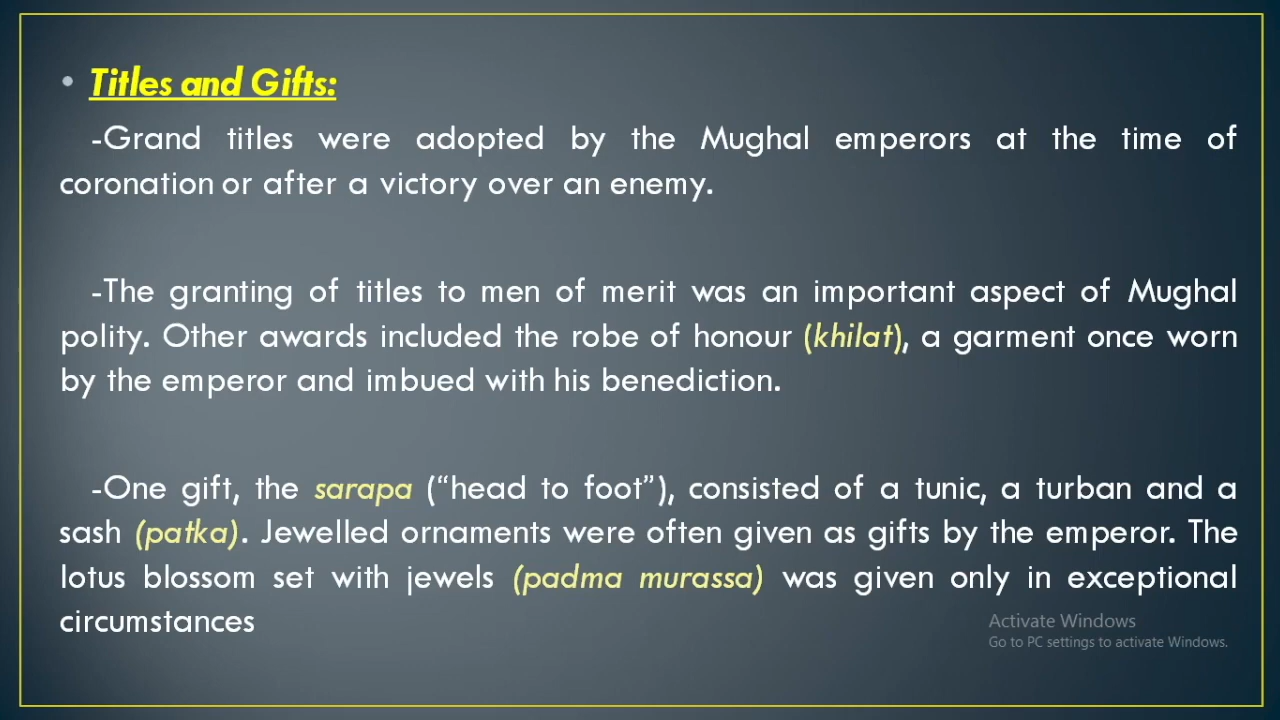 • Titles and Gifts:
-Grand titles were adopted by the Mughal emperors at the time of
coronation or after a victory over an enemy.
-The granting of titles to men of merit was an important aspect of Mughal
polity. Other awards included the robe of honour (khilat), a garment once worn
by the emperor and imbued with his benediction.
-One gift, the sarapa (“head to foot”), consisted of a tunic, a turban and a
sash (patka). Jewelled ornaments were often given as gifts by the emperor. The
lotus blossom set with jewels (padma murassa) was given only in exceptional
circumstances
Activate Windows
Go to PC settings to activate Windows.